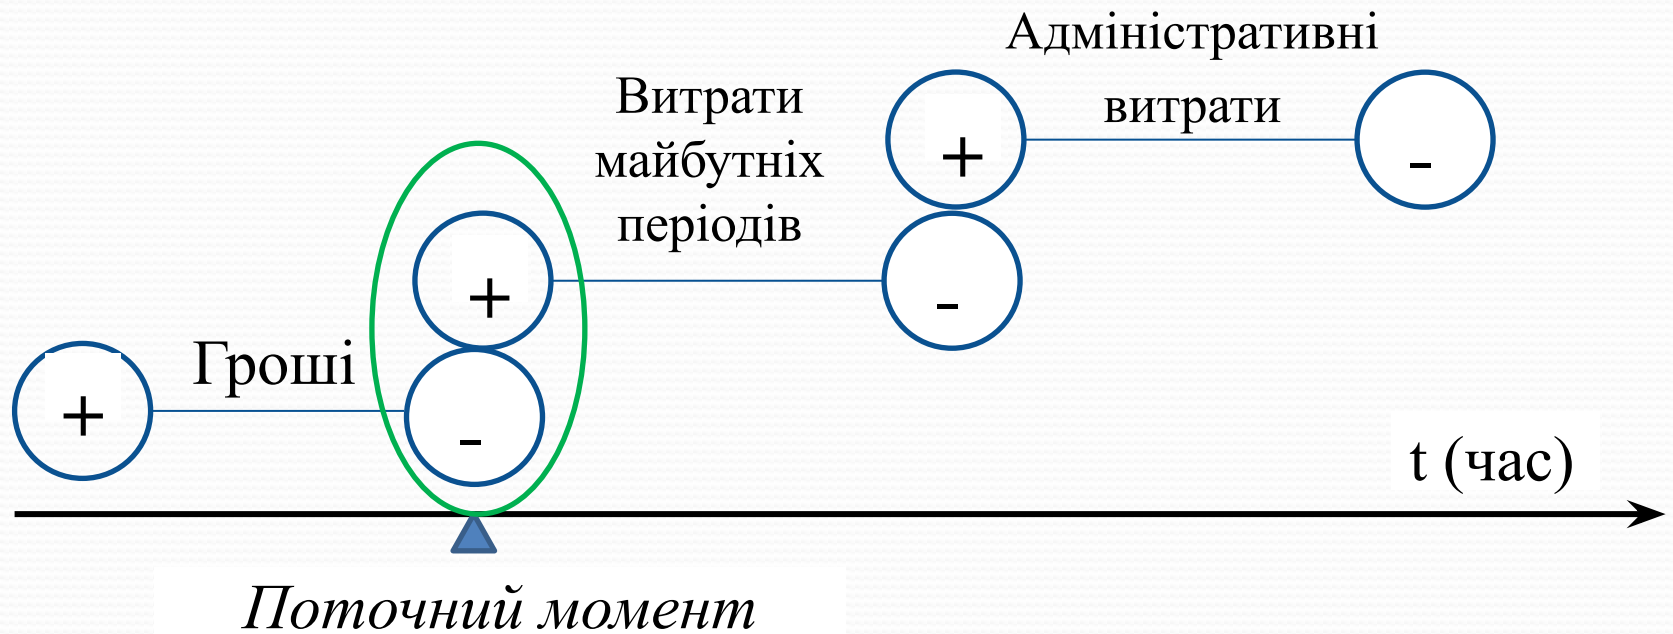 Адміністративні
витрати
Витрати
майбутніх
періодів
+
-
+
-
Гроші
+
-
t (час)
Поточний момент